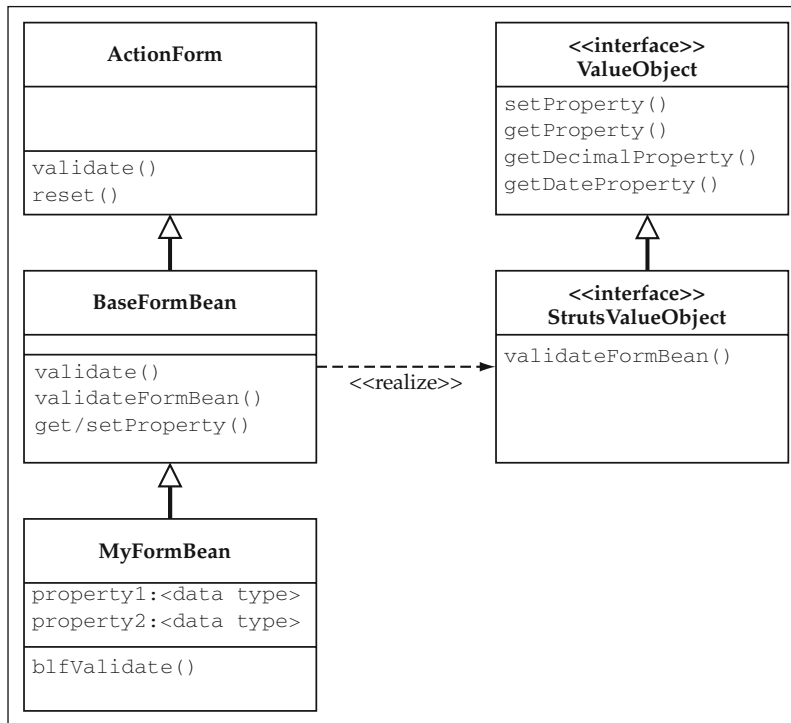 ActionForm
validate()
reset()
<<interface>>
ValueObject
setProperty()
getProperty()
getDecimalProperty()
getDateProperty()
BaseFormBean
validate()
validateFormBean()
get/setProperty()
<<realize>>
<<interface>>
StrutsValueObject
validateFormBean()
MyFormBean
property1:<data type>
property2:<data type>
blfValidate()